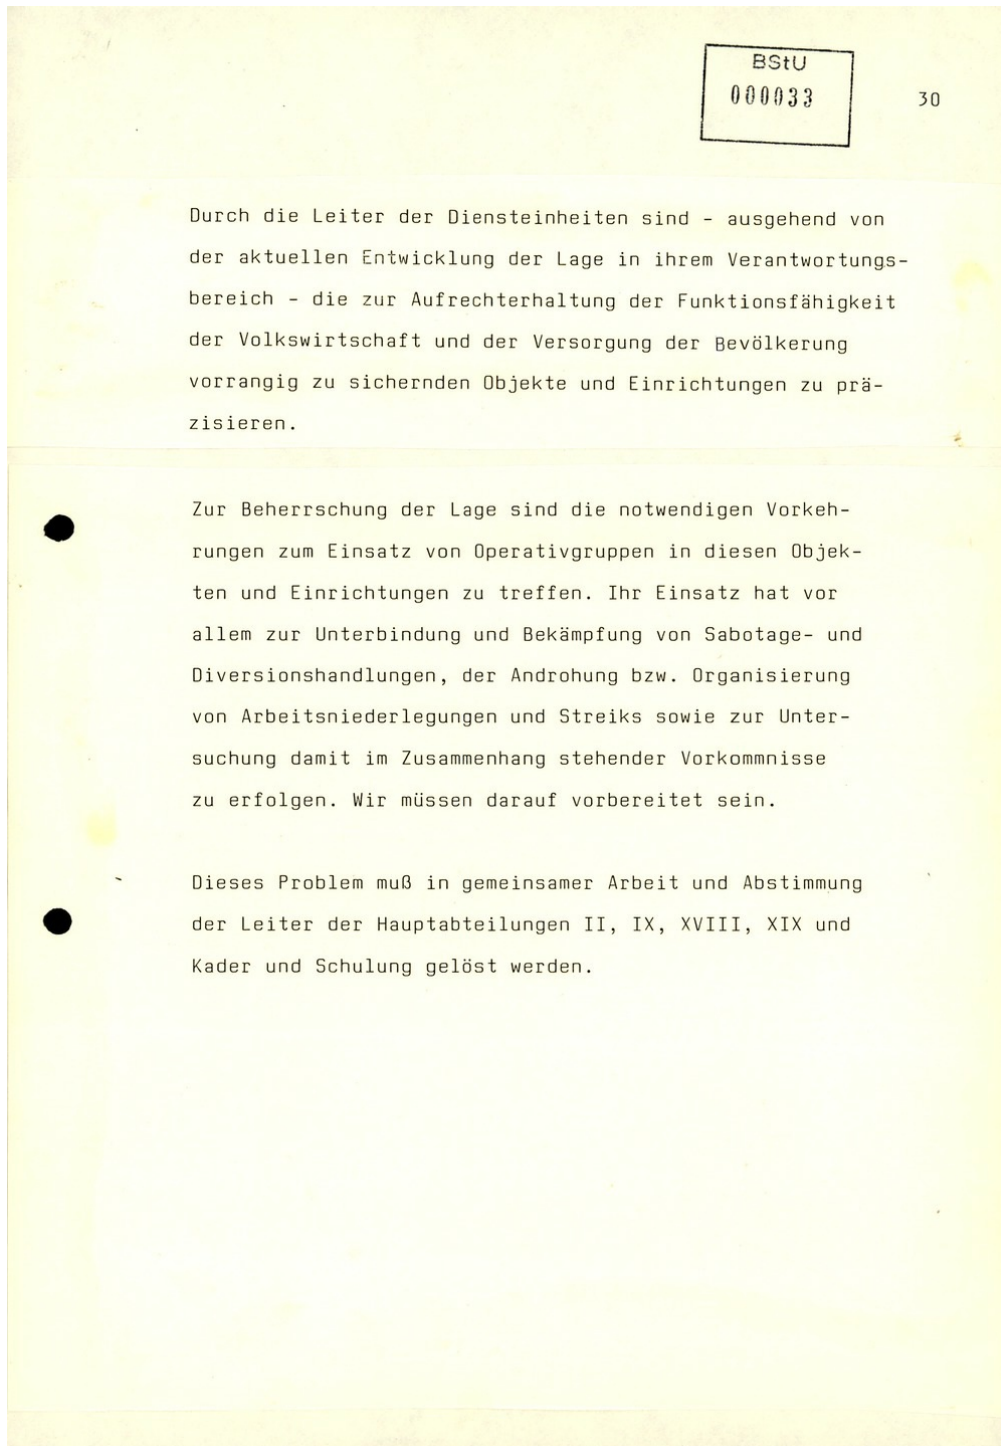 BStU
000033
30
Durch die Leiter der Diensteinheiten sind - ausgehend von
der aktuellen Entwicklung der Lage in ihrem Verantwortungs-
bereich - die zur Aufrechterhaltung der Funktionsfähigkeit
der Volkswirtschaft und der Versorgung der Bevölkerung
vorrangig zu sichernden Objekte und Einrichtungen zu prä-
zisieren.
Zur Beherrschung der Lage sind die notwendigen Vorkeh-
rungen zum Einsatz von Operativgruppen in diesen Objek-
ten und Einrichtungen zu treffen. Ihr Einsatz hat vor
allem zur Unterbindung und Bekämpfung von Sabotage- und
Diversionshandlungen, der Androhung bzw. Organisierung
von Arbeitsniederlegungen und Streiks sowie zur Unter-
suchung damit im Zusammenhang stehender Vorkommnisse
zu erfolgen. Wir müssen darauf vorbereitet sein.
Dieses Problem muß in gemeinsamer Arbeit und Abstimmung
der Leiter der Hauptabteilungen II, IX, XVIII, XIX und
Kader und Schulung gelöst werden.